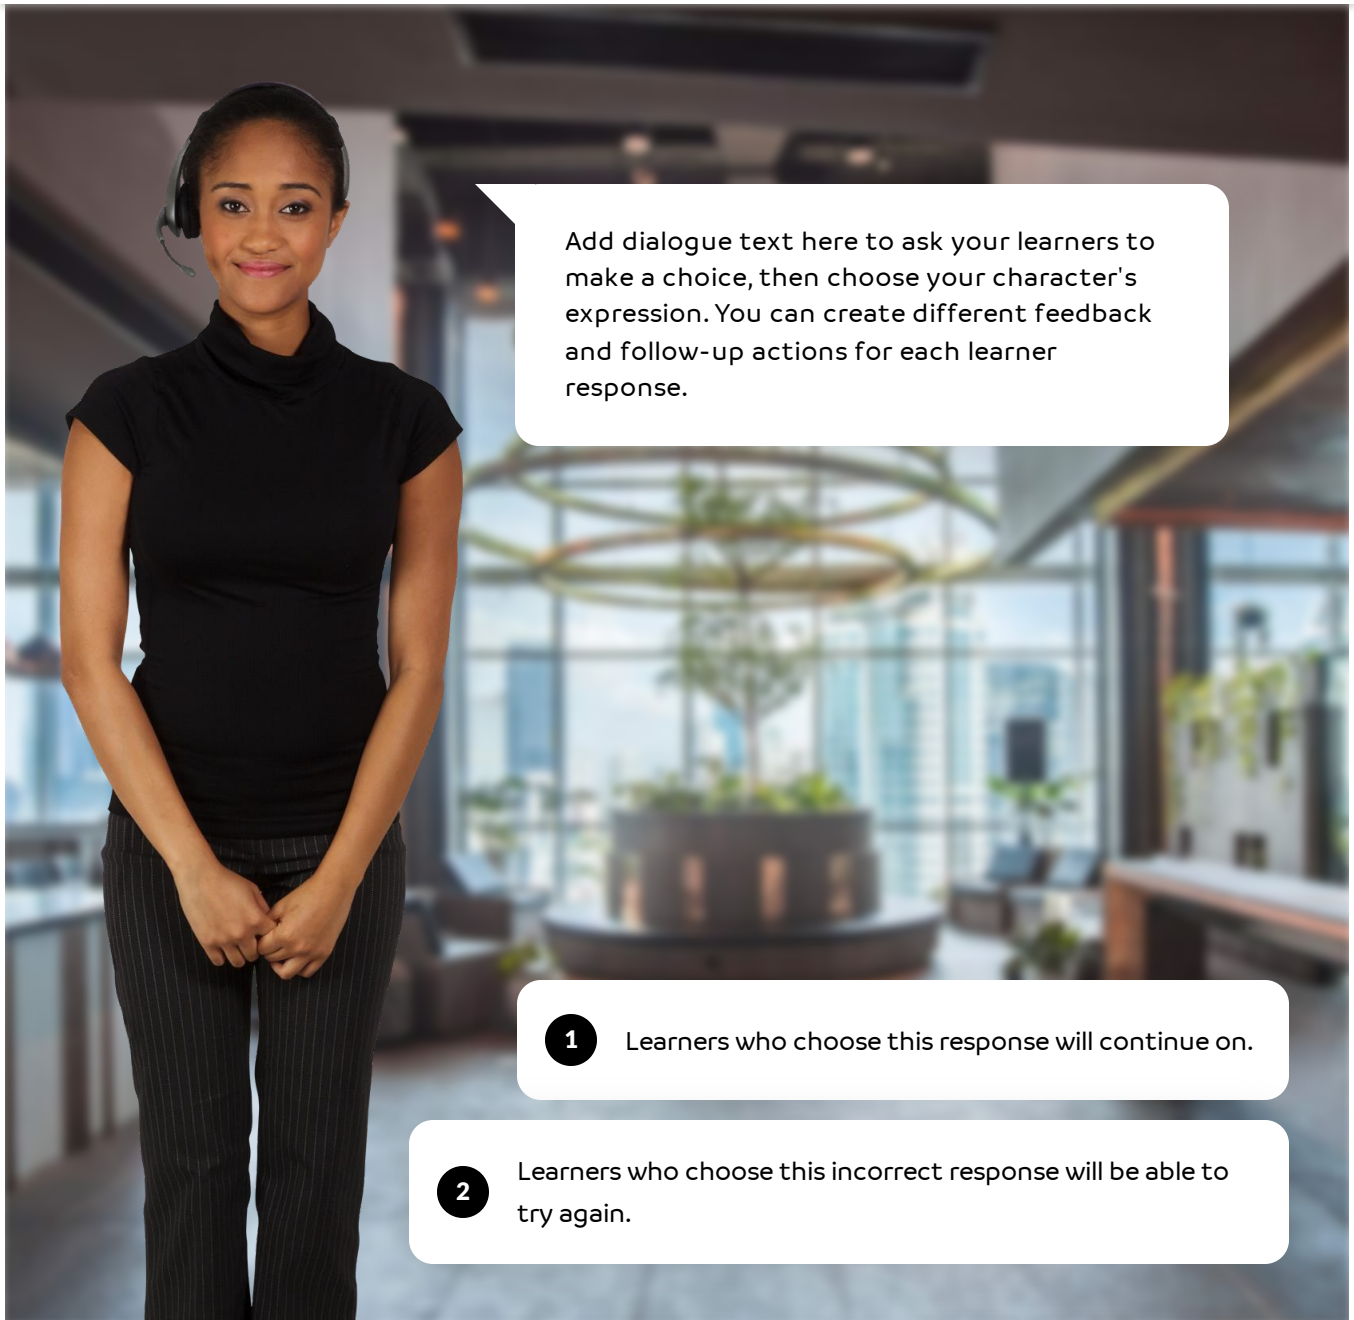 Add dialogue text here to ask your learners to
make a choice, then choose your character's
expression. You can create different feedback
and follow-up actions for each learner
response.
1 Learners who choose this response will continue on.
2 Learners who choose this incorrect response will be able to
try again.